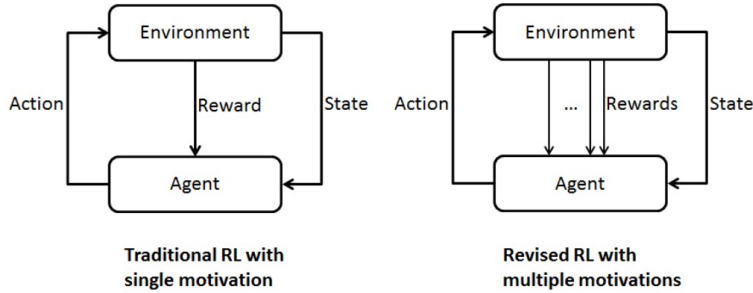 Environment
Action
Reward
State
Agent
Traditional RL with
single motivation
Environment
Action
...
Rewards
State
Agent
Revised RL with
multiple motivations